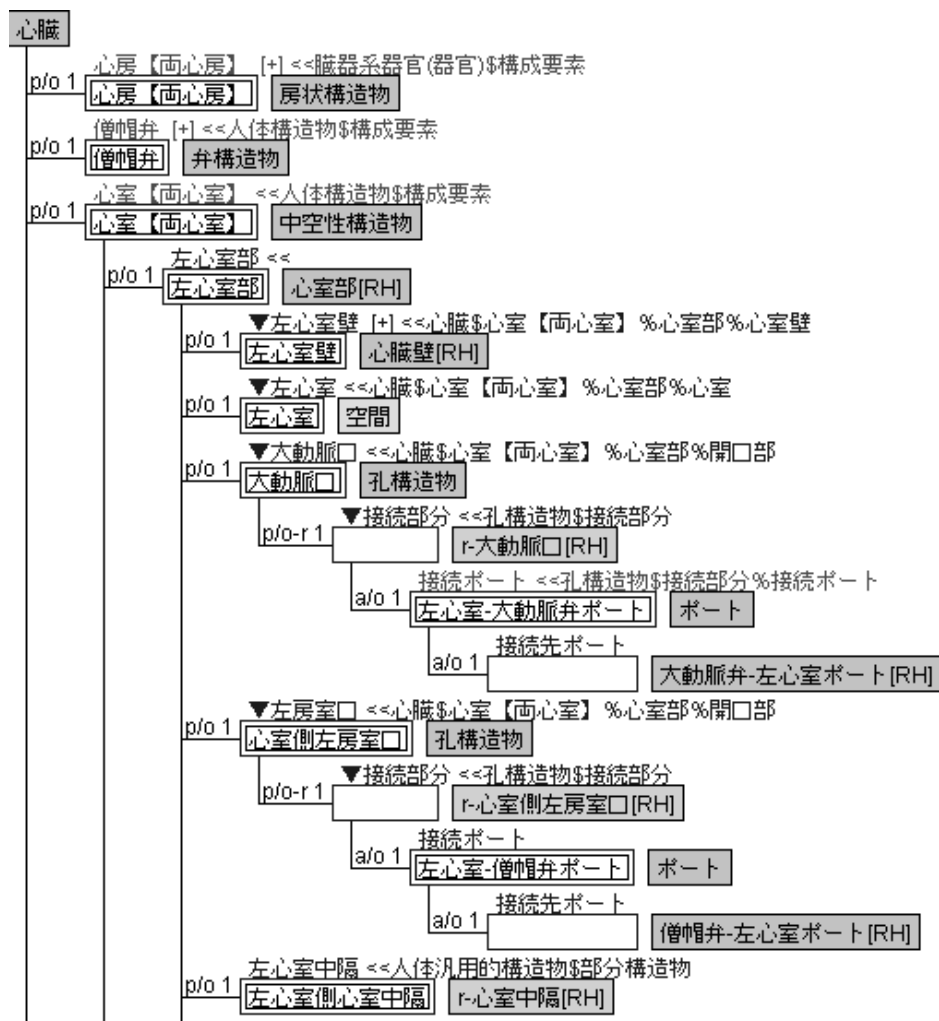 心臓
心房【両心房】 [+] <<臓器系器官(器官)$構成要素
p/o 1 心房【両心房】 房状構造物
僧帽弁 [+] <<人体構造物$構成要素
p/o 1 僧帽弁 弁構造物
心室【両心室】 <<人体構造物$構成要素
p/o 1 心室【両心室】 中空性構造物
左心室部 <<
p/o 1 左心室部 心室部[RH]
▼左心室壁 [+] <<心臓$心室【両心室】%心室部%心室壁
p/o 1 左心室壁 心臓壁[RH]
▼左心室 <<心臓$心室【両心室】%心室部%心室
p/o 1 左心室 空間
▼大動脈口 <<心臓$心室【両心室】%心室部%開口部
p/o 1 大動脈口 孔構造物
▼接続部分 <<孔構造物$接続部分
p/o-r 1 r-大動脈口[RH]
接続ポート <<孔構造物$接続部分%接続ポート
a/o 1 左心室-大動脈弁ポート ポート
接続先ポート
a/o 1 大動脈弁-左心室ポート[RH]
▼左房室口 <<心臓$心室【両心室】%心室部%開口部
p/o 1 心室側左房室口 孔構造物
▼接続部分 <<孔構造物$接続部分
p/o-r 1 r-心室側左房室口[RH]
接続ポート
a/o 1 左心室-僧帽弁ポート ポート
接続先ポート
a/o 1 僧帽弁-左心室ポート[RH]
左心室中隔 <<人体汎用的構造物$部分構造物
p/o 1 左心室側心室中隔 r-心室中隔[RH]